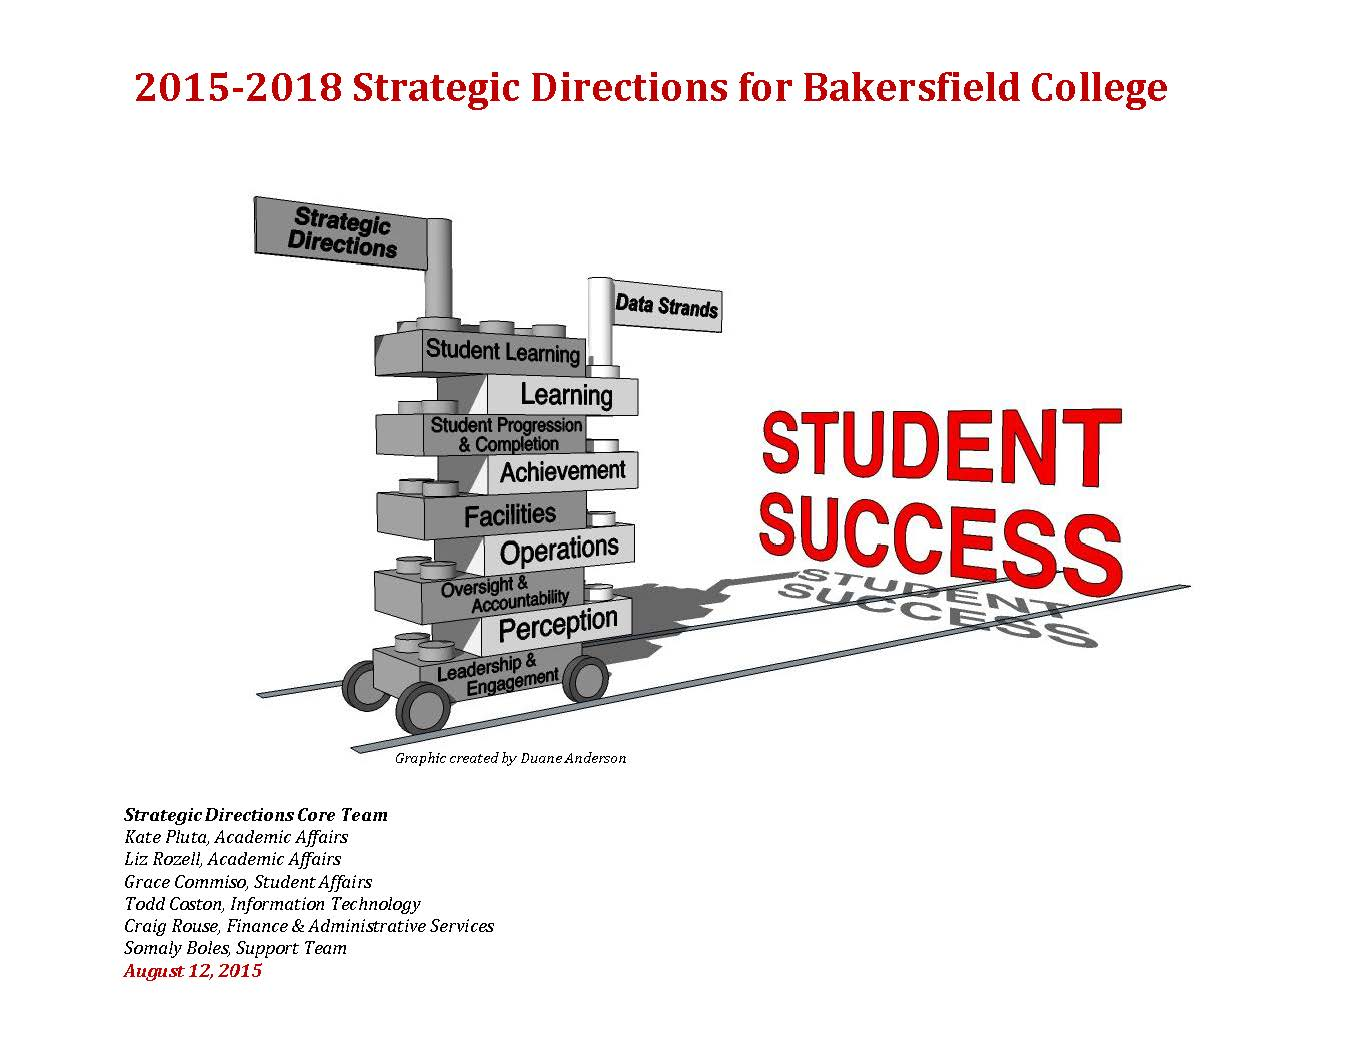 2015-2018 Strategic Directions for Bakersfield College
Strategic
Directions
Data Strands
Student Learning
Learning
Student Progression
& Completion
Achievement
Facilities
Operations
Oversight &
Accountability
Perception
Leadership &
Engagement
STUDENT
SUCCESS
STUDENT
SUCCESS
Graphic created by Duane Anderson
Strategic Directions Core Team
Kate Pluta, Academic Affairs
Liz Rozell, Academic Affairs
Grace Commiso, Student Affairs
Todd Coston, Information Technology
Craig Rouse, Finance & Administrative Services
Somaly Boles, Support Team
August 12, 2015